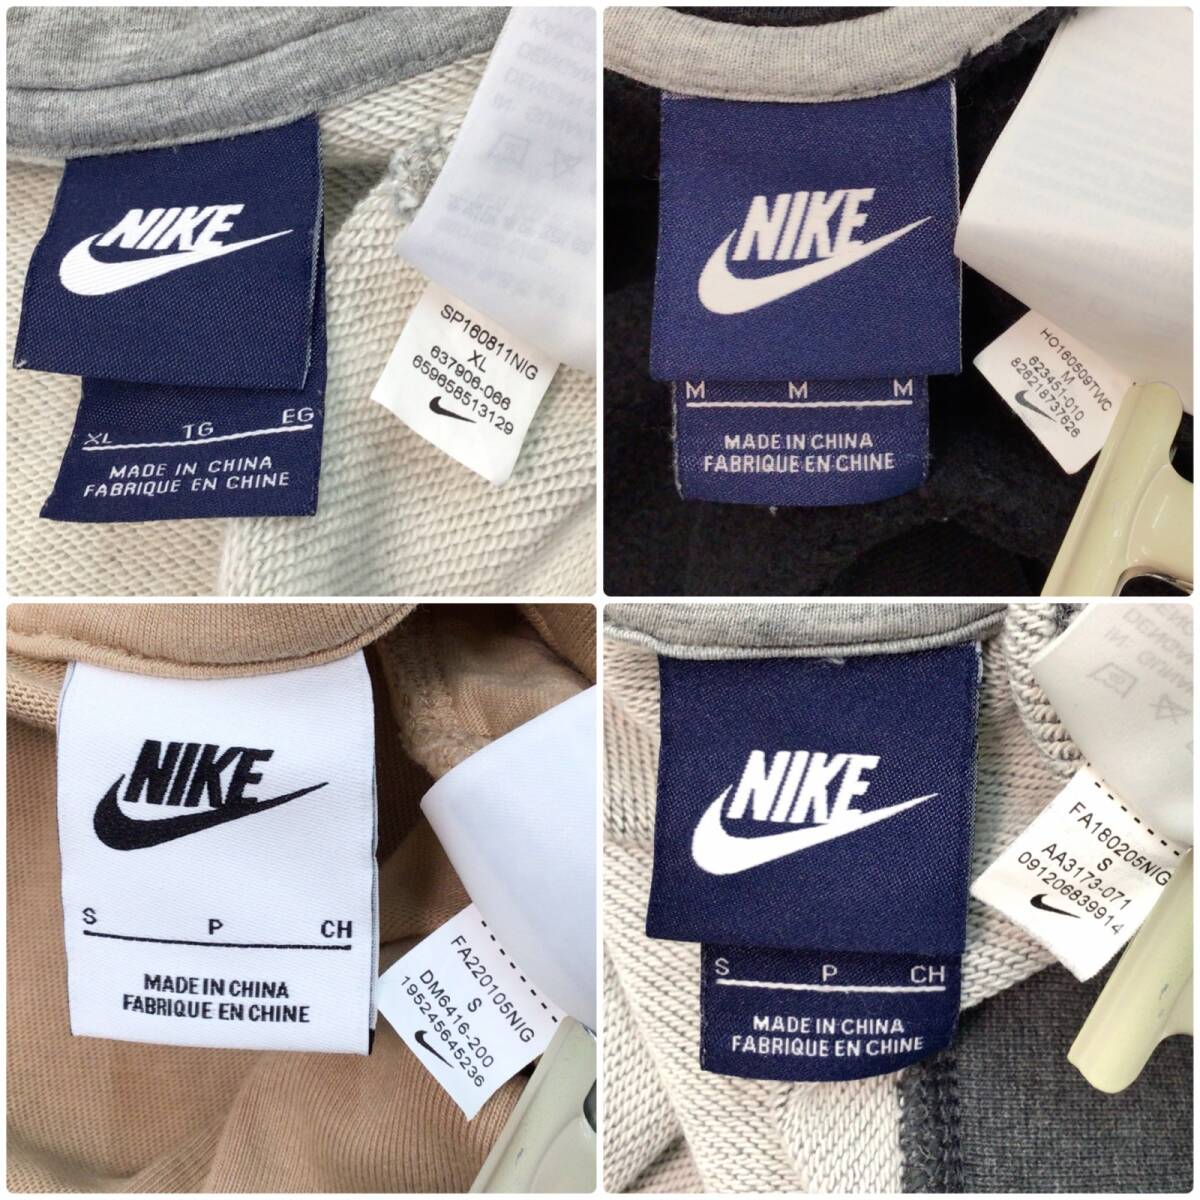 NIKE
XL TG EG
MADE IN CHINA
FABRIQUE EN CHINE
SP160811NIG
XL
637906-066
659658513129
NIKE
M M M
MADE IN CHINA
FABRIQUE EN CHINE
HO160509TWC
M
623451-010
826218737626
NIKE
S P CH
MADE IN CHINA
FABRIQUE EN CHINE
FA220105NIG
S
DM6416-200
195245645236
NIKE
S P CH
MADE IN CHINA
FABRIQUE EN CHINE
FA180205NIG
S
AA3173-071
091206839914